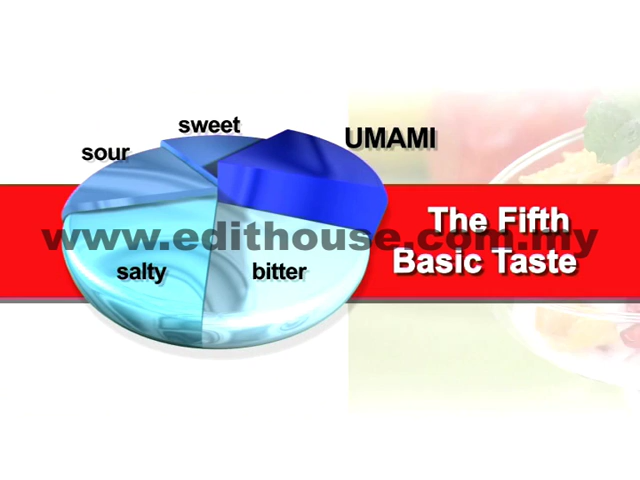 sweet
UMAMI
sour
The Fifth
www.edithouse.com.my
Basic Taste
salty
bitter